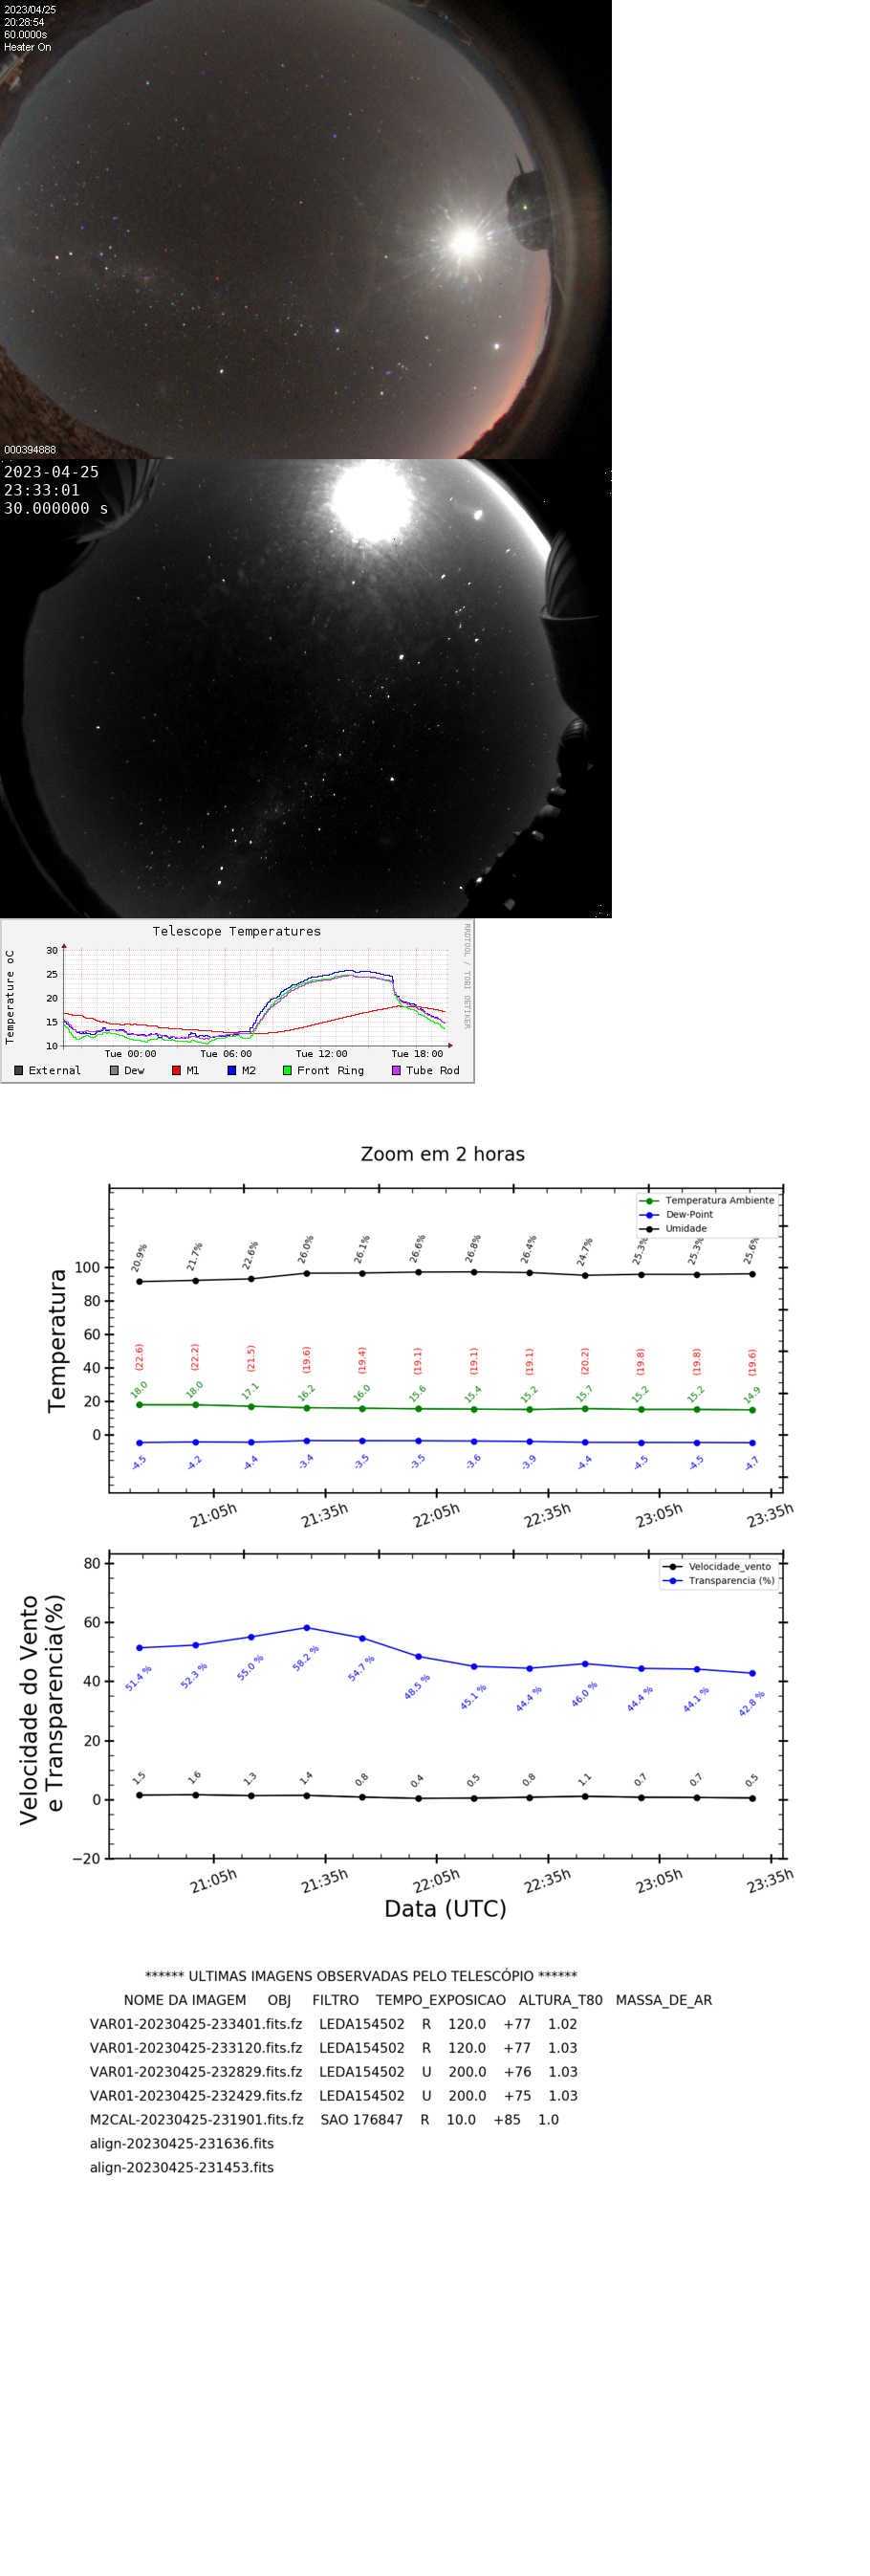 2023/04/25
20:28:54
60.0000s
Heater On
000394888
2023-04-25
23:33:01
30.000000 s
Telescope Temperatures
Temperature oC
RRDTOOL / TOBI OETIKER
30
25
20
15
10
Tue 00:00 Tue 06:00 Tue 12:00 Tue 18:00
External Dew M1 M2 Front Ring Tube Rod
Zoom em 2 horas
Temperatura Ambiente
Dew-Point
Umidade
Temperatura
100
80
60
40
20
0
20.9% 21.7% 22.6% 26.0% 26.1% 26.6% 26.8% 26.4% 24.7% 25.3% 25.3% 25.6%
(22.6) (22.2) (21.5) (19.6) (19.4) (19.1) (19.1) (19.1) (20.2) (19.8) (19.8) (19.6)
18.0 18.0 17.1 16.2 16.0 15.6 15.4 15.2 15.7 15.2 15.2 14.9
-4.5 -4.2 -4.4 -3.4 -3.5 -3.5 -3.6 -3.9 -4.4 -4.5 -4.5 -4.7
21:05h 21:35h 22:05h 22:35h 23:05h 23:35h
Velocidade_vento
Transparencia (%)
Velocidade do Vento
e Transparencia(%)
80
60
40
20
0
−20
51.4 % 52.3 % 55.0 % 58.2 % 54.7 % 48.5 % 45.1 % 44.4 % 46.0 % 44.4 % 44.1 % 42.8 %
1.5 1.6 1.3 1.4 0.8 0.4 0.5 0.8 1.1 0.7 0.7 0.5
21:05h 21:35h 22:05h 22:35h 23:05h 23:35h
Data (UTC)
****** ULTIMAS IMAGENS OBSERVADAS PELO TELESCÓPIO ******
NOME DA IMAGEM OBJ FILTRO TEMPO_EXPOSICAO ALTURA_T80 MASSA_DE_AR
VAR01-20230425-233401.fits.fz LEDA154502 R 120.0 +77 1.02
VAR01-20230425-233120.fits.fz LEDA154502 R 120.0 +77 1.03
VAR01-20230425-232829.fits.fz LEDA154502 U 200.0 +76 1.03
VAR01-20230425-232429.fits.fz LEDA154502 U 200.0 +75 1.03
M2CAL-20230425-231901.fits.fz SAO 176847 R 10.0 +85 1.0
align-20230425-231636.fits
align-20230425-231453.fits